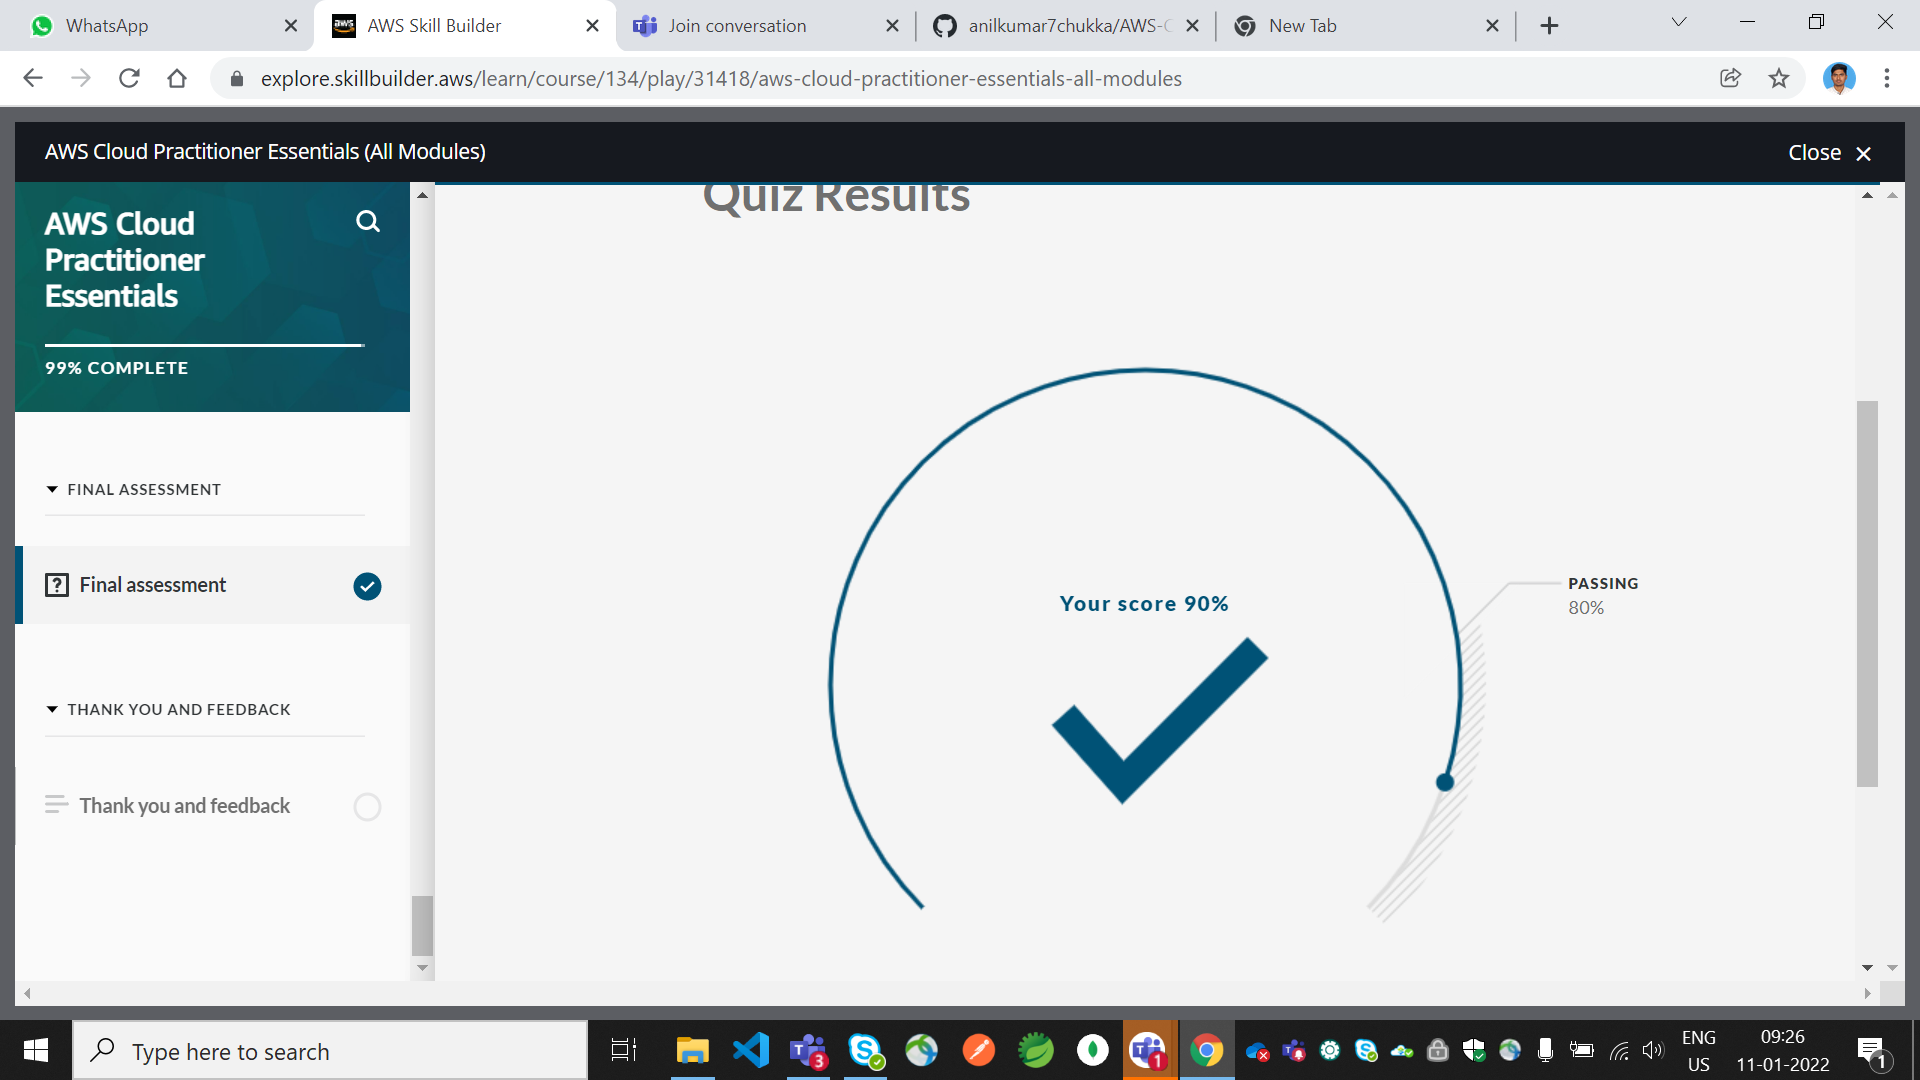 WhatsApp
AWS Skill Builder
Join conversation
anilkumar7chukka/AWS-C
New Tab
explore.skillbuilder.aws/learn/course/134/play/31418/aws-cloud-practitioner-essentials-all-modules
AWS Cloud Practitioner Essentials (All Modules)
Close
AWS Cloud
Practitioner
Essentials
99% COMPLETE
FINAL ASSESSMENT
Final assessment
THANK YOU AND FEEDBACK
Thank you and feedback
Quiz Results
Your score 90%
PASSING
80%
Type here to search
3
1
ENG
US
09:26
11-01-2022
1